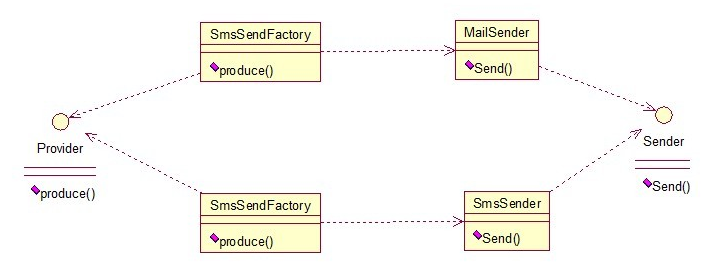 SmsSendFactory
produce()
MailSender
Send()
Provider
produce()
Sender
Send()
SmsSendFactory
produce()
SmsSender
Send()